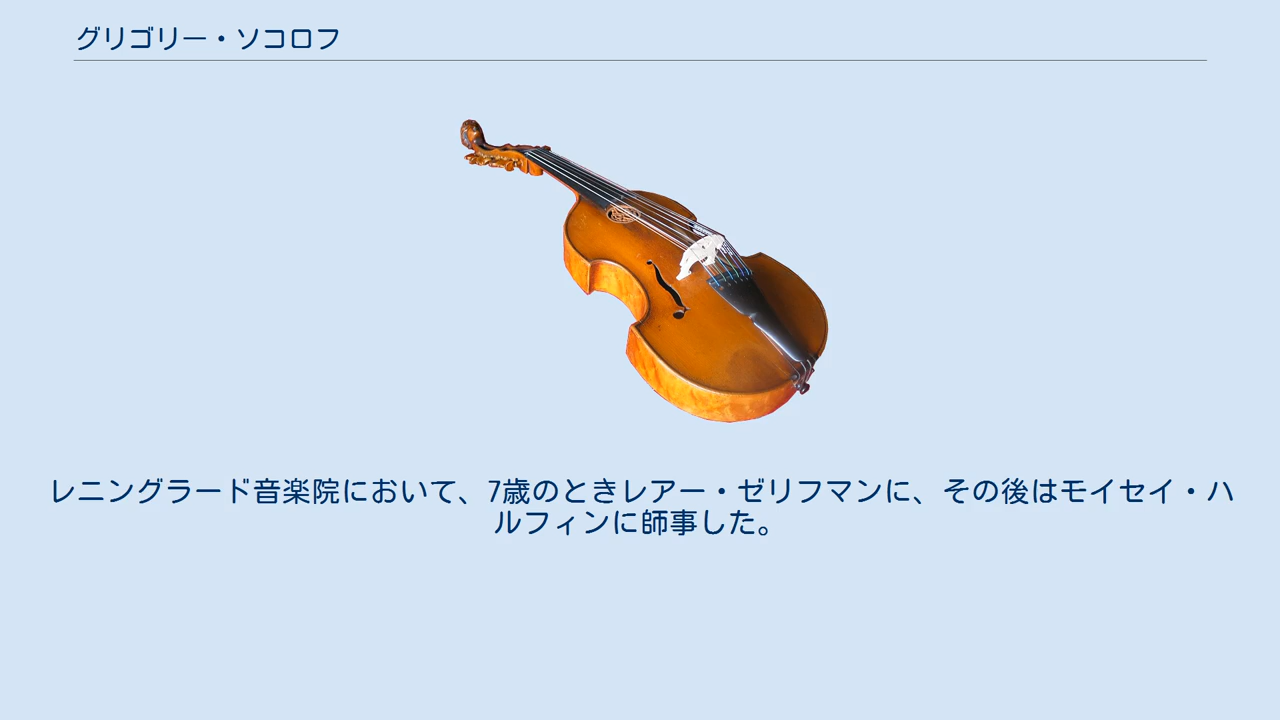 グリゴリー・ソコロフ
レニングラード音楽院において、7歳のときレアー・ゼリフマンに、その後はモイセイ・ハ
ルフィンに師事した。